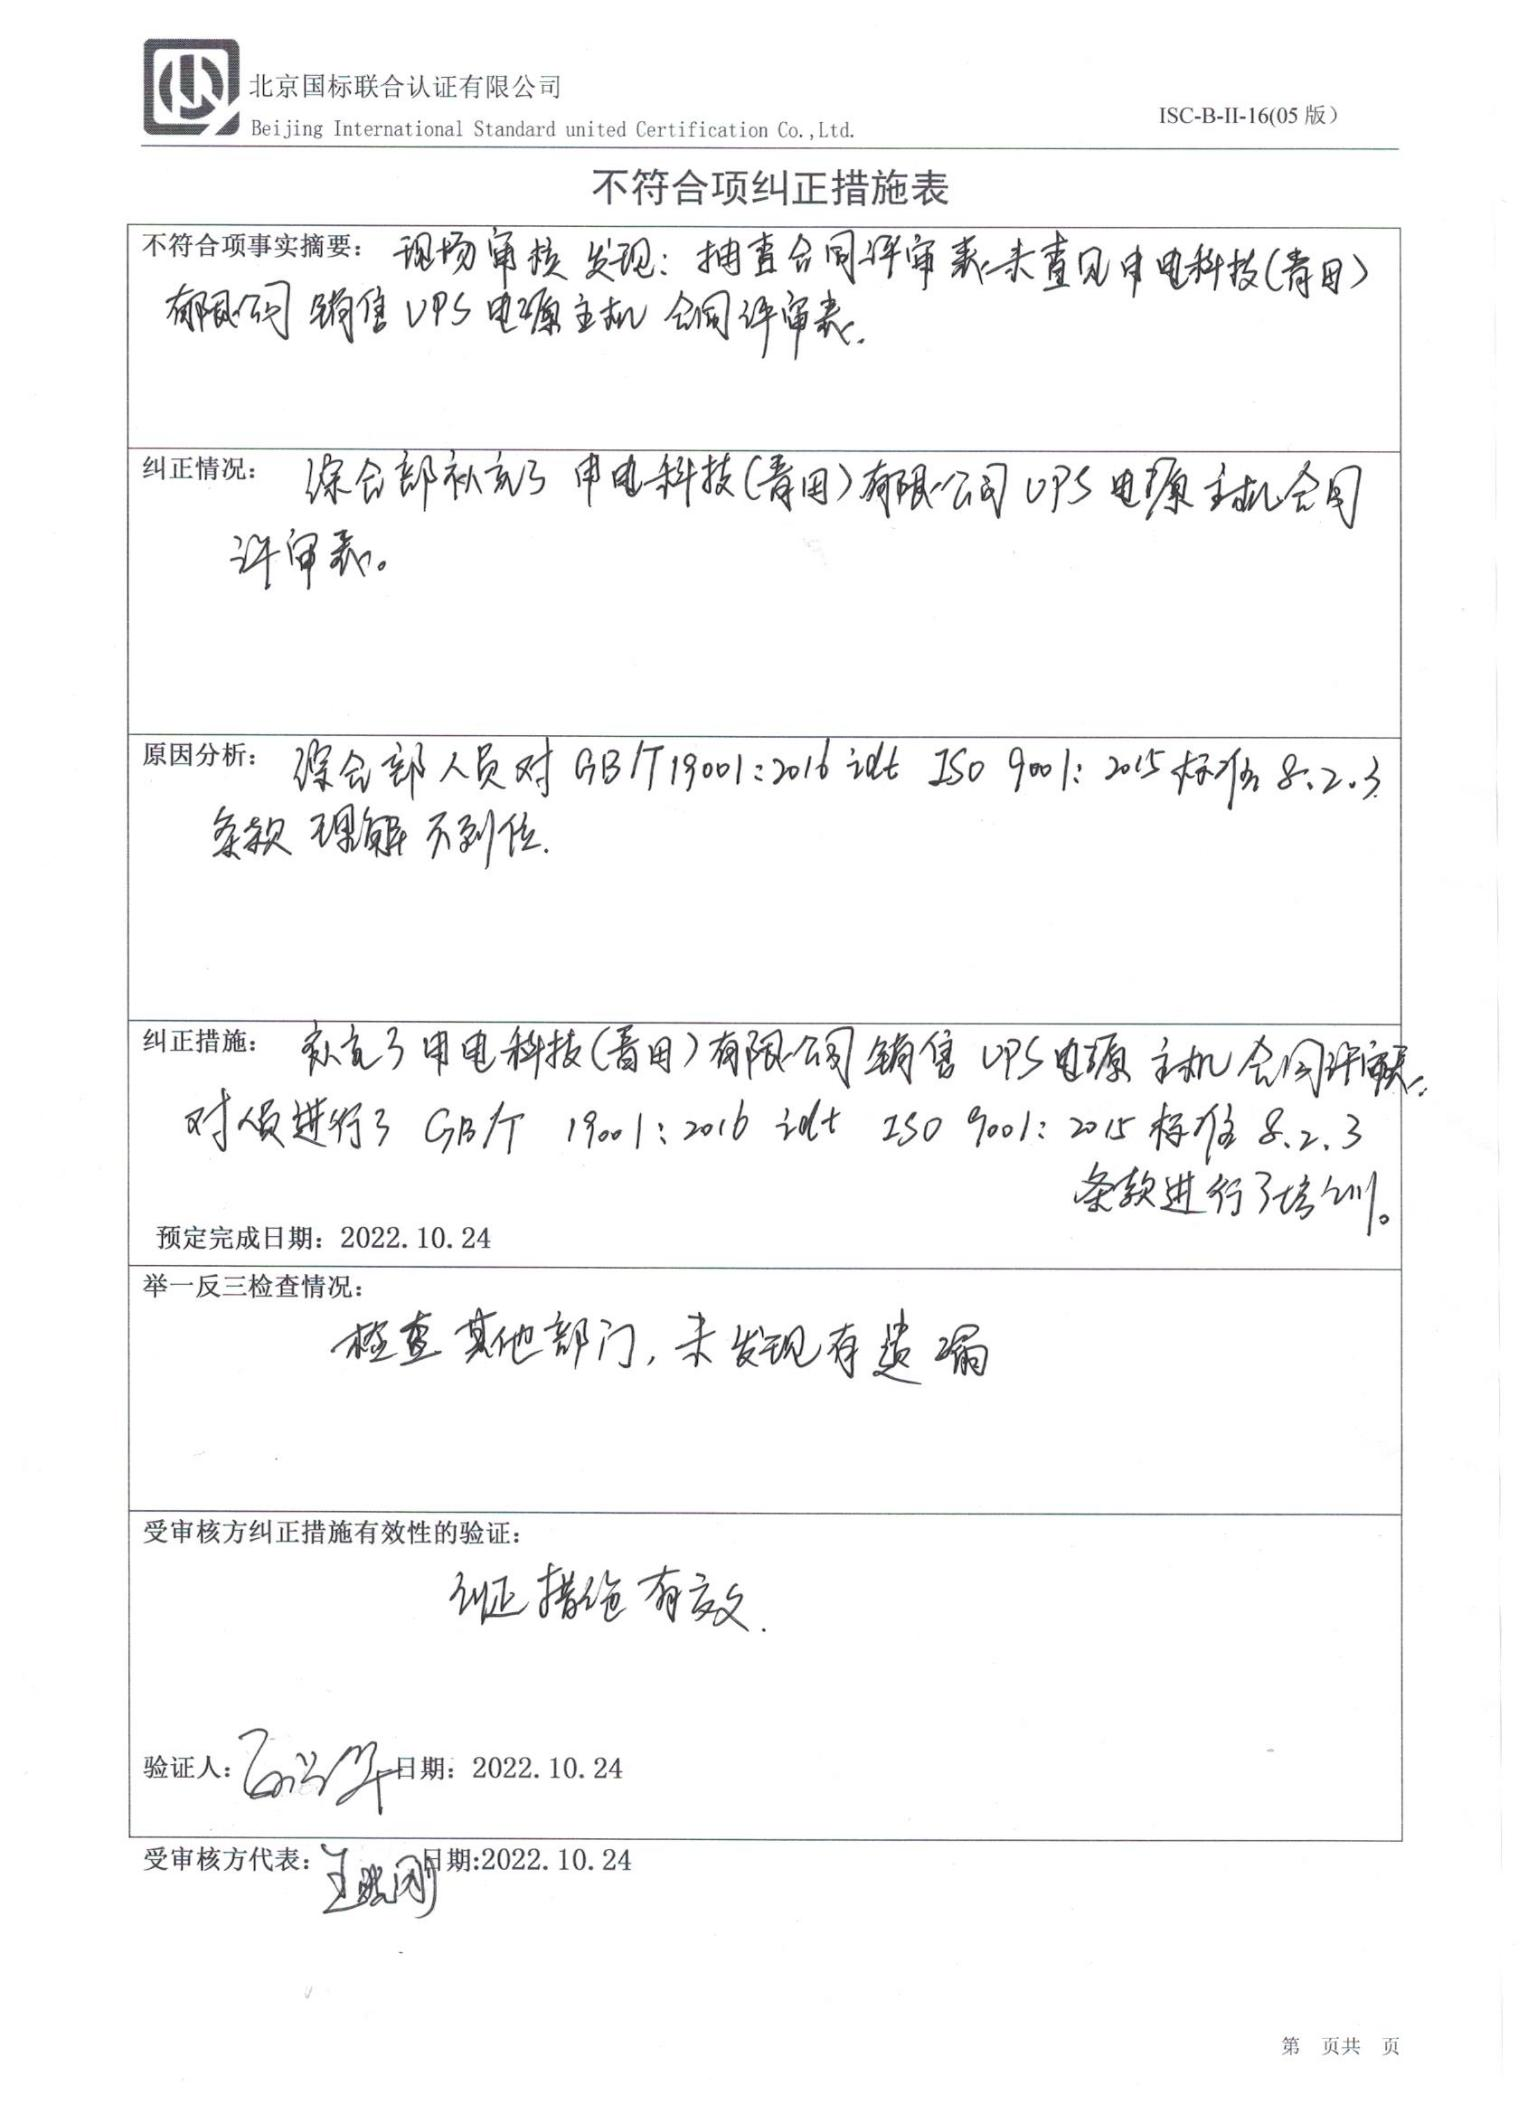 北京国标联合认证有限公司
Beijing International Standard united Certification Co.,Ltd.
ISC-B-II-16(05 版)
不符合项纠正措施表
不符合项事实摘要: 现场审核发现: 抽查合同评审表未查见申电科技(青田)
有限公司销售UPS电源主机合同评审表.
纠正情况: 综合部补充了申电科技(青田)有限公司UPS电源主机合同
评审表。
原因分析: 综合部人员对GB/T19001:2016 idt ISO 9001:2015标准8.2.3
条款理解不到位.
纠正措施: 补充了申电科技(青田)有限公司销售UPS电源主机合同评审表.
对人员进行了GB/T 19001:2016 idt ISO 9001:2015标准8.2.3
条款进行了培训。
预定完成日期: 2022.10.24
举一反三检查情况:
检查其他部门,未发现有遗漏
受审核方纠正措施有效性的验证:
纠正措施有效.
验证人: 日期: 2022.10.24
受审核方代表: 王 刚 日期:2022.10.24
第 页共 页